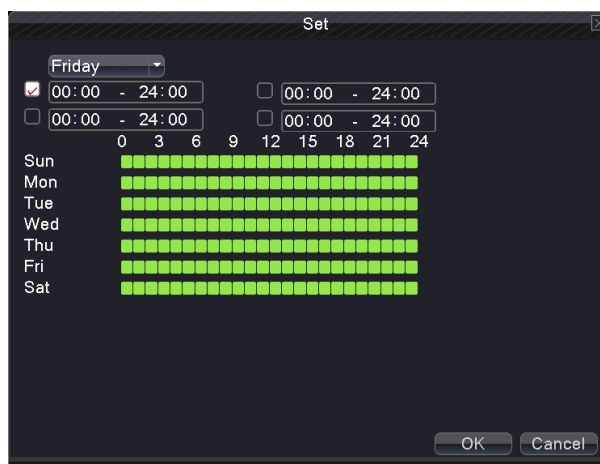 Set
Friday
00:00 - 24:00 00:00 - 24:00
00:00 - 24:00 00:00 - 24:00
0 3 6 9 12 15 18 21 24
Sun
Mon
Tue
Wed
Thu
Fri
Sat
OK Cancel